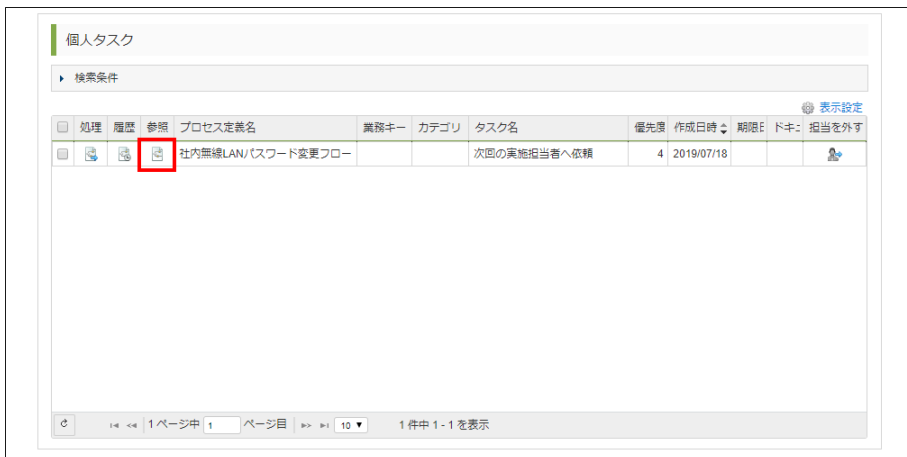 個人タスク
検索条件
表示設定
処理 履歴 参照 プロセス定義名 業務キー カテゴリ タスク名 優先度 作成日時 期限日 ドキュ 担当を外す
社内無線LANパスワード変更フロー 次回の実施担当者へ依頼 4 2019/07/18
1 ページ中 1 ページ目 10 1 件中 1 - 1 を表示